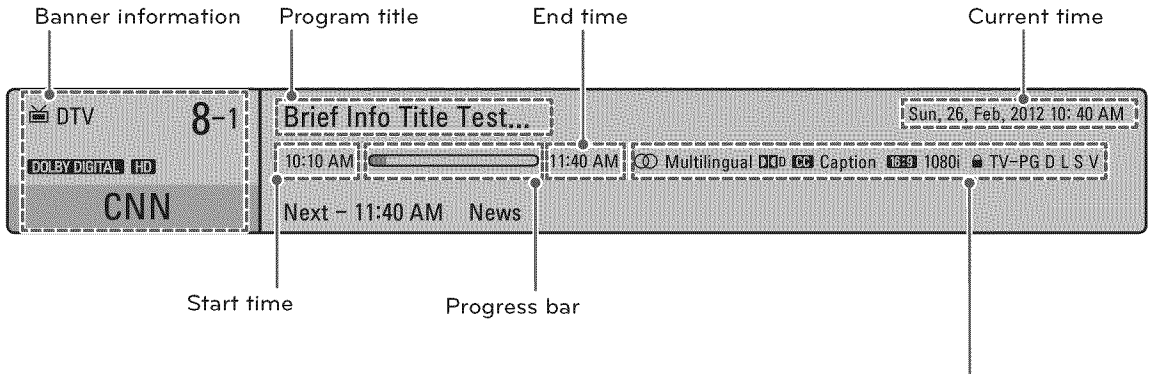 Banner information Program title End time Current time
DTV 8-1 Brief Info Title Test... Sun, 26, Feb, 2012 10: 40 AM
DOLBY DIGITAL HD 10:10 AM 11:40 AM Multilingual DD D CC Caption 16:9 1080i TV-PG D L S V
CNN Next - 11:40 AM News
Start time Progress bar